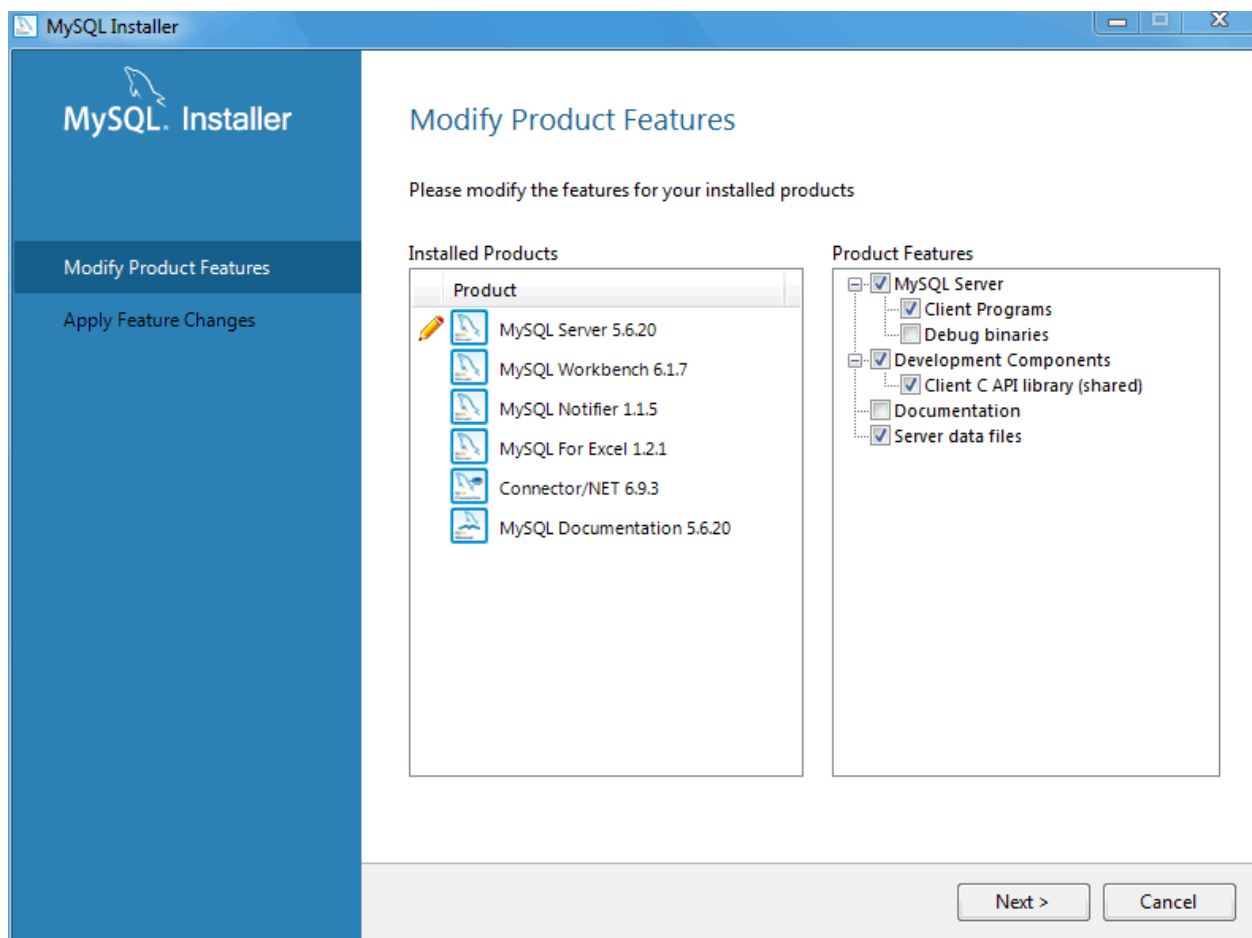 MySQL Installer
MySQL. Installer
Modify Product Features
Apply Feature Changes
Modify Product Features
Please modify the features for your installed products
Installed Products
Product
MySQL Server 5.6.20
MySQL Workbench 6.1.7
MySQL Notifier 1.1.5
MySQL For Excel 1.2.1
Connector/NET 6.9.3
MySQL Documentation 5.6.20
Product Features
MySQL Server
Client Programs
Debug binaries
Development Components
Client C API library (shared)
Documentation
Server data files
Next >
Cancel